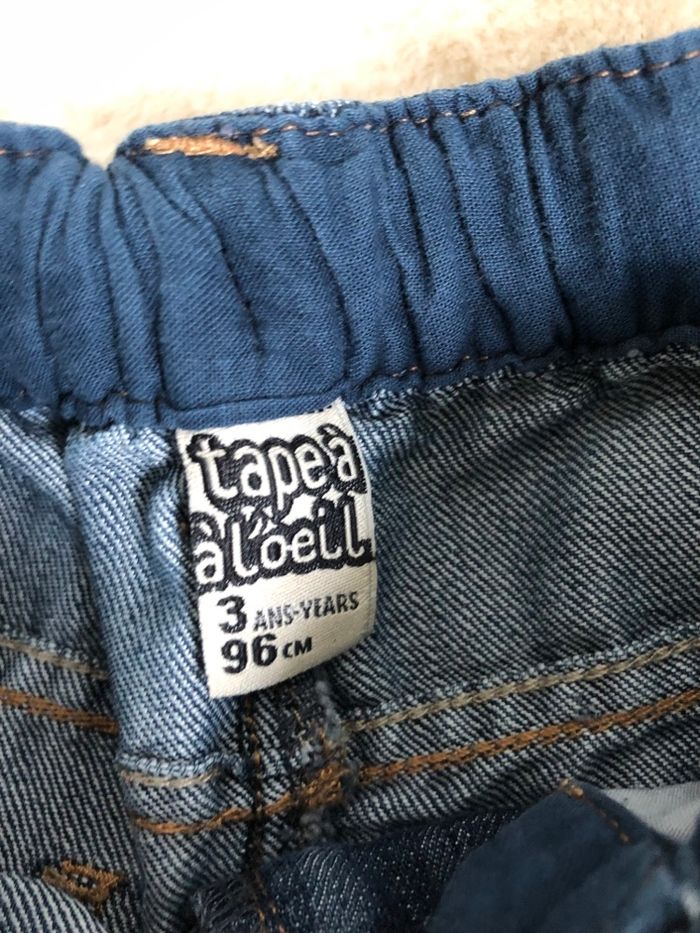 tape à
à l'oeil
3 ANS-YEARS
96 CM